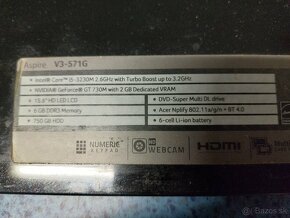 Aspire V3-571G
• Intel® Core™ i5-3230M 2.6GHz with Turbo Boost up to 3.2GHz
• NVIDIA® GeForce® GT 730M with 2 GB Dedicated VRAM
• 15.6" HD LED LCD
• DVD-Super Multi DL drive
• 6 GB DDR3 Memory
• Acer Nplify 802.11a/g/n + BT 4.0
• 750 GB HDD
• 6-cell Li-ion battery
NUMERIC KEYPAD
HD WEBCAM
HDMI
Bazos.sk